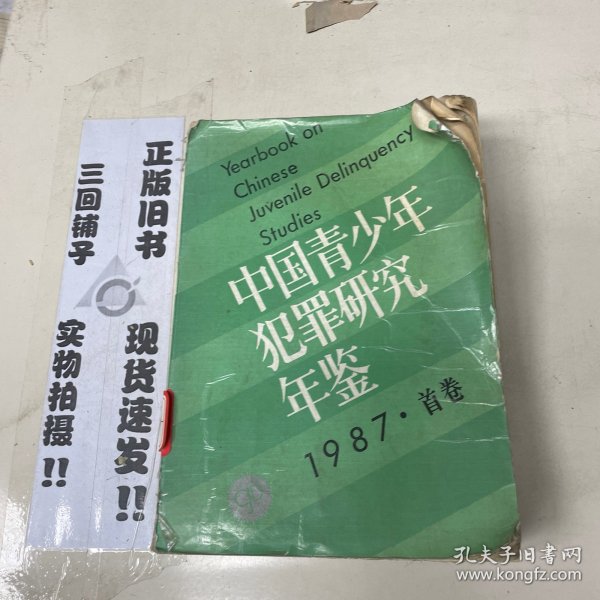 正版旧书
现货速发!!
三回铺子
实物拍摄!!
Yearbook on
Chinese
Juvenile Delinquency
Studies
中国青少年
犯罪研究
年鉴
1987·首卷
孔夫子旧书网
www.kongfz.com